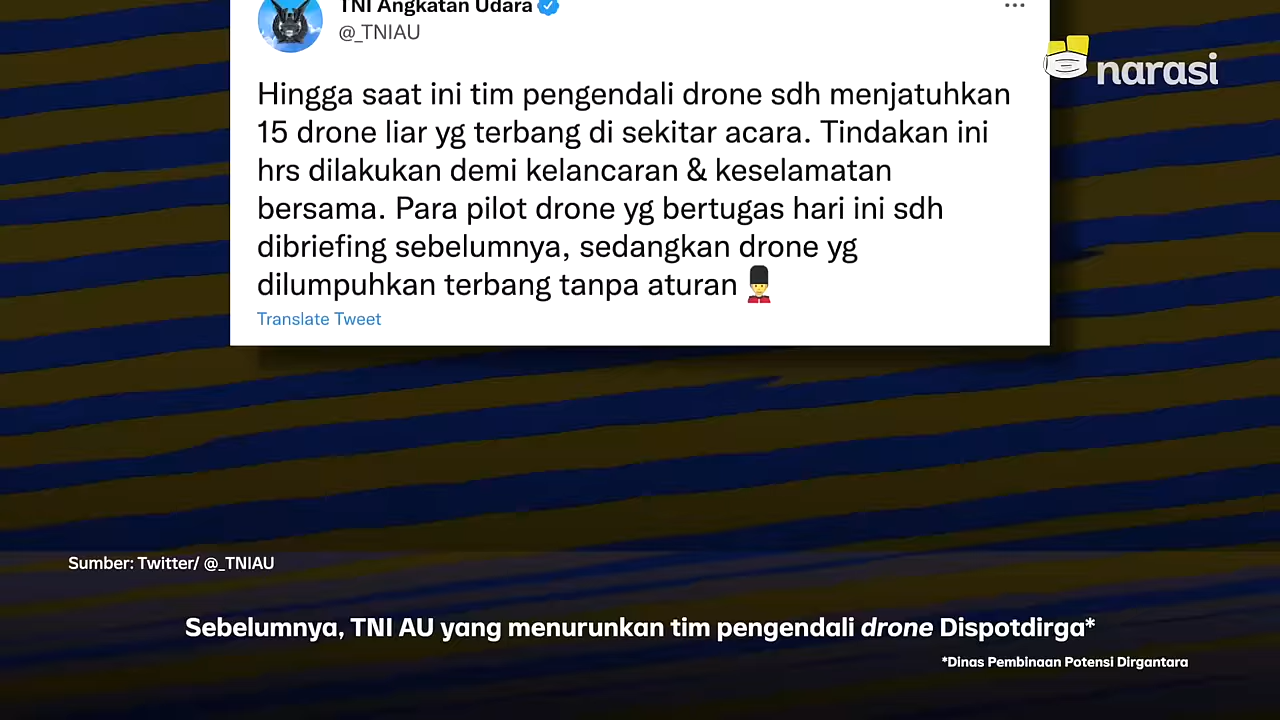 TNI Angkatan Udara
@_TNIAU
narasi
Hingga saat ini tim pengendali drone sdh menjatuhkan
15 drone liar yg terbang di sekitar acara. Tindakan ini
hrs dilakukan demi kelancaran & keselamatan
bersama. Para pilot drone yg bertugas hari ini sdh
dibriefing sebelumnya, sedangkan drone yg
dilumpuhkan terbang tanpa aturan 💂
Translate Tweet
Sumber: Twitter/ @_TNIAU
Sebelumnya, TNI AU yang menurunkan tim pengendali drone Dispotdirga*
*Dinas Pembinaan Potensi Dirgantara